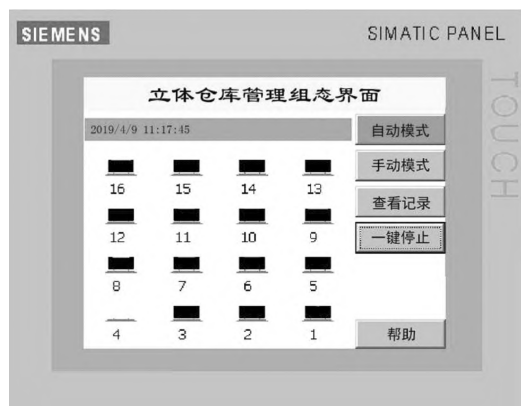 SIEMENS
SIMATIC PANEL
TOUCH
立体仓库管理组态界面
2019/4/9 11:17:45
自动模式
手动模式
16 15 14 13
查看记录
12 11 10 9
一键停止
8 7 6 5
4 3 2 1
帮助